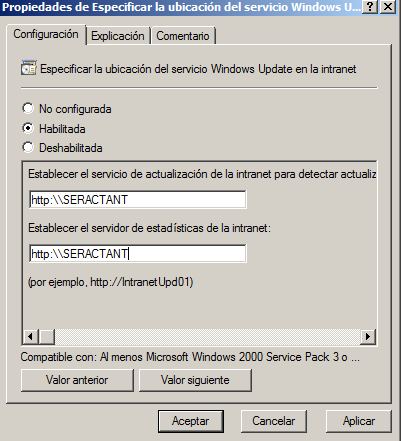 Propiedades de Especificar la ubicación del servicio Windows U...
Configuración Explicación Comentario
Especificar la ubicación del servicio Windows Update en la intranet
No configurada
Habilitada
Deshabilitada
Establecer el servicio de actualización de la intranet para detectar actualiz
http:\\SERACTANT
Establecer el servidor de estadísticas de la intranet:
http:\\SERACTANT
(por ejemplo, http://IntranetUpd01)
Compatible con: Al menos Microsoft Windows 2000 Service Pack 3 o ...
Valor anterior Valor siguiente
Aceptar Cancelar Aplicar